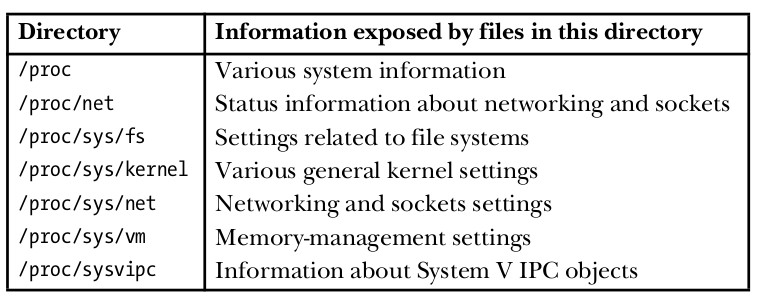 Directory Information exposed by files in this directory
/proc Various system information
/proc/net Status information about networking and sockets
/proc/sys/fs Settings related to file systems
/proc/sys/kernel Various general kernel settings
/proc/sys/net Networking and sockets settings
/proc/sys/vm Memory-management settings
/proc/sysvipc Information about System V IPC objects